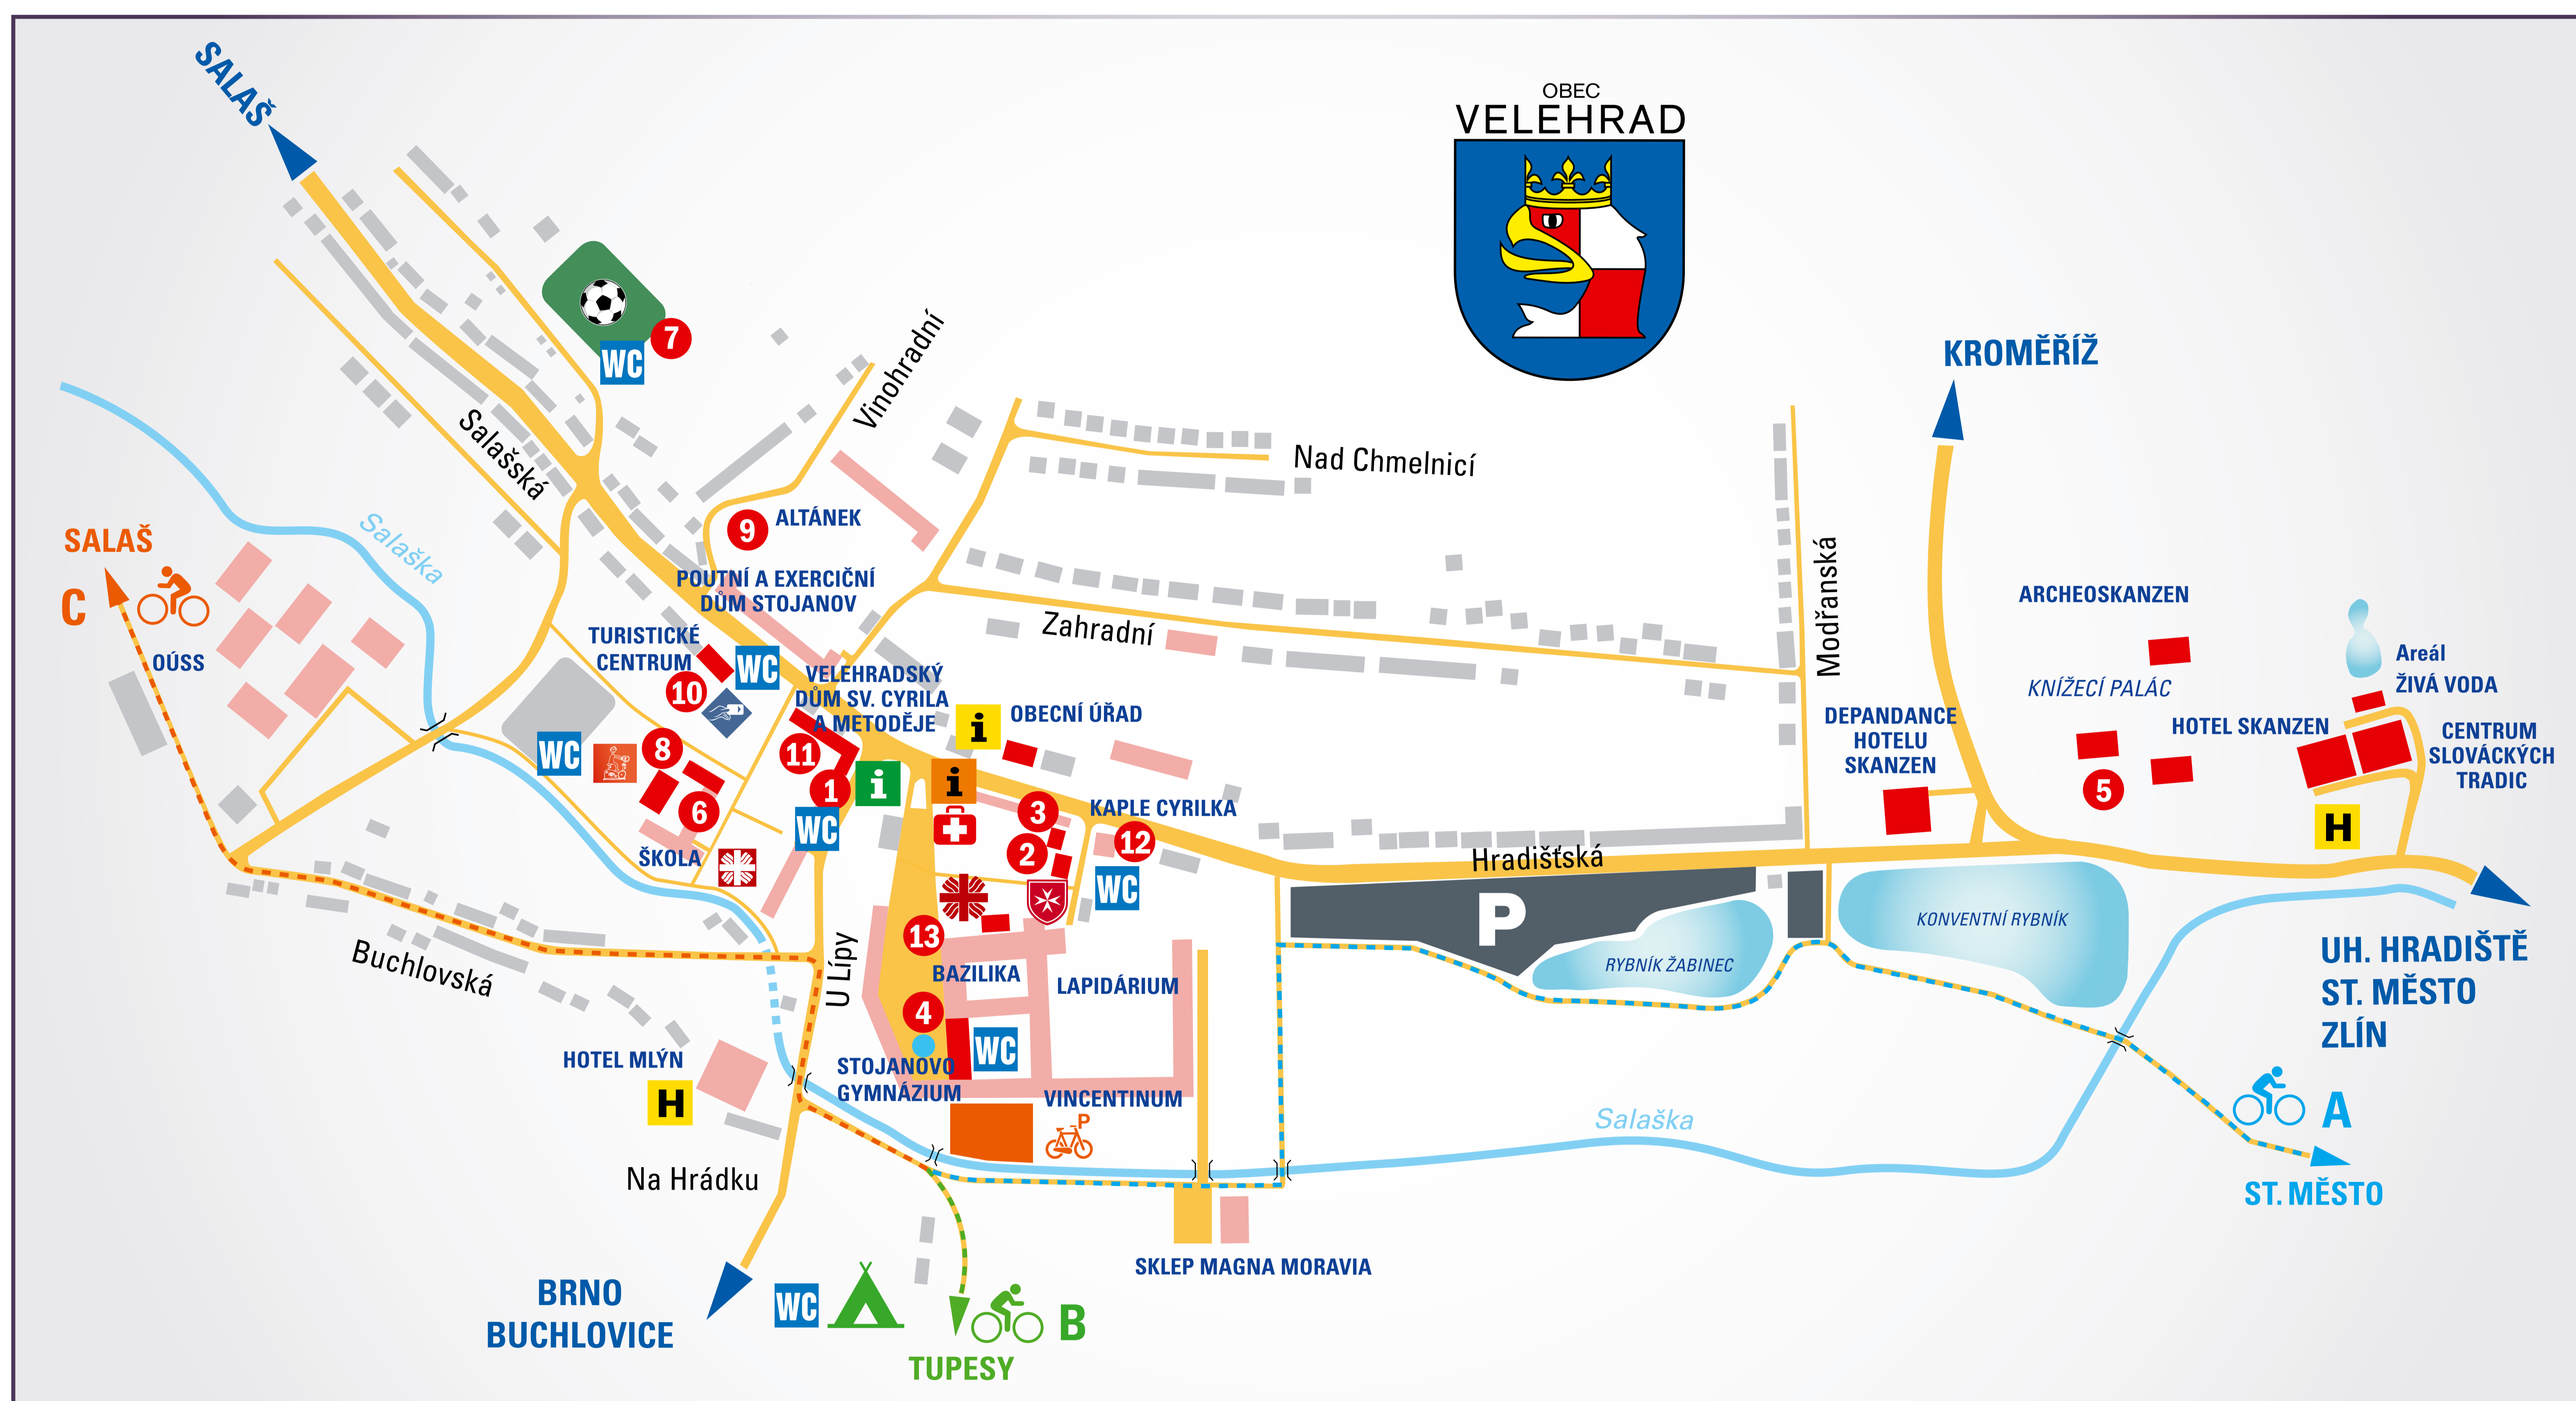 OBEC
VELEHRAD
SALAŠ
7
WC
Vinohradní
KROMĚŘÍŽ
Salašská
Nad Chmelnicí
9 ALTÁNEK
Salaška
SALAŠ
C
OÚSS
POUTNÍ A EXERCIČNÍ
DŮM STOJANOV
Zahradní
Modřanská
ARCHEOSKANZEN
TURISTICKÉ
CENTRUM
WC
10
VELEHRADSKÝ
DŮM SV. CYRILA
A METODĚJE
i OBECNÍ ÚŘAD
KNÍŽECÍ PALÁC
Areál
ŽIVÁ VODA
DEPANDANCE
HOTELU
SKANZEN
HOTEL SKANZEN
CENTRUM
SLOVÁCKÝCH
TRADIC
5
H
WC
8
6
11
1
i
i
WC
3
2
KAPLE CYRILKA
12
WC
ŠKOLA
Hradišťská
P
RYBNÍK ŽABINEC
KONVENTNÍ RYBNÍK
UH. HRADIŠTĚ
ST. MĚSTO
ZLÍN
Buchlovská
U Lípy
13
BAZILIKA
LAPIDÁRIUM
4
WC
STOJANOVO
GYMNÁZIUM
HOTEL MLÝN
H
VINCENTINUM
P
Salaška
A
ST. MĚSTO
Na Hrádku
SKLEP MAGNA MORAVIA
BRNO
BUCHLOVICE
WC
B
TUPESY